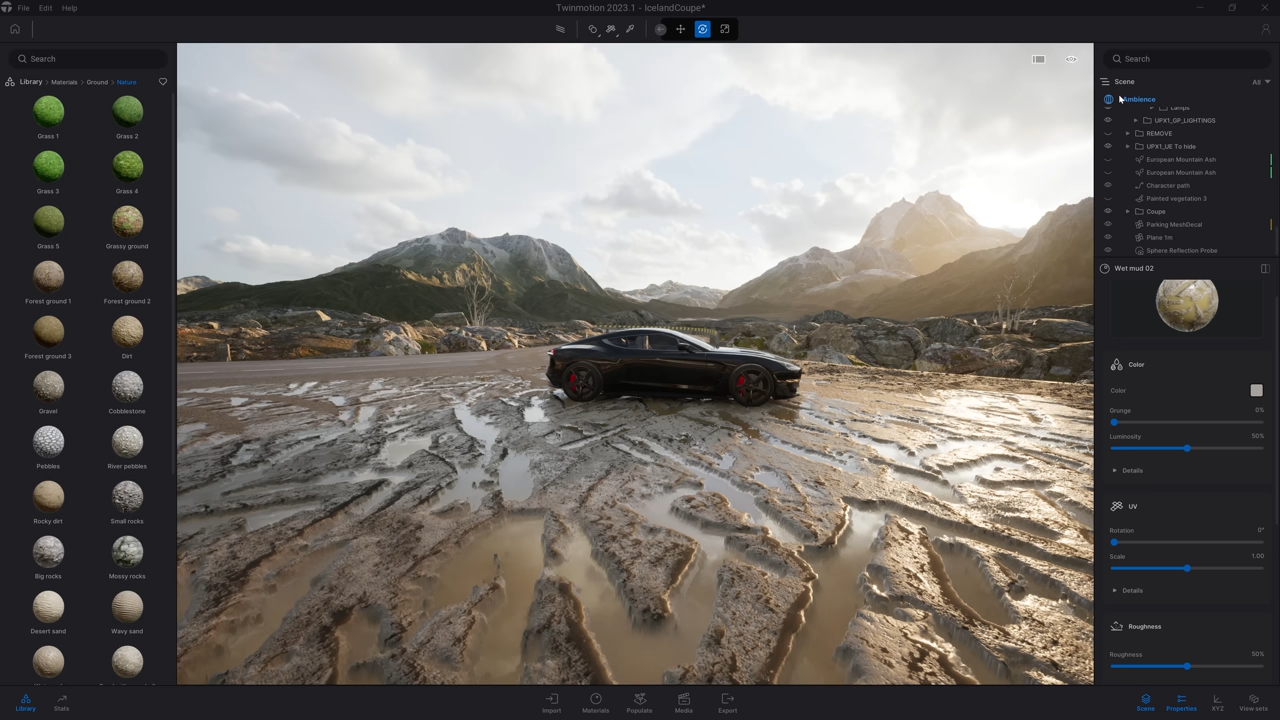 File Edit Help
Twinmotion 2023.1 - IcelandCoupe*
Search
Library > Materials > Ground > Nature
Grass 1
Grass 2
Grass 3
Grass 4
Grass 5
Grassy ground
Forest ground 1
Forest ground 2
Forest ground 3
Dirt
Gravel
Cobblestone
Pebbles
River pebbles
Rocky dirt
Small rocks
Big rocks
Mossy rocks
Desert sand
Wavy sand
Search
Scene
All
Ambience
Lamps
UPX1_GP_LIGHTINGS
REMOVE
UPX1_UE To hide
European Mountain Ash
European Mountain Ash
Character path
Painted vegetation 3
Coupe
Parking MeshDecal
Plane 1m
Sphere Reflection Probe
Wet mud 02
Color
Color
Grunge 0%
Luminosity 50%
Details
UV
Rotation 0°
Scale 1.00
Details
Roughness
Roughness 50%
Library
Stats
Import
Materials
Populate
Media
Export
Scene
Properties
XYZ
View sets